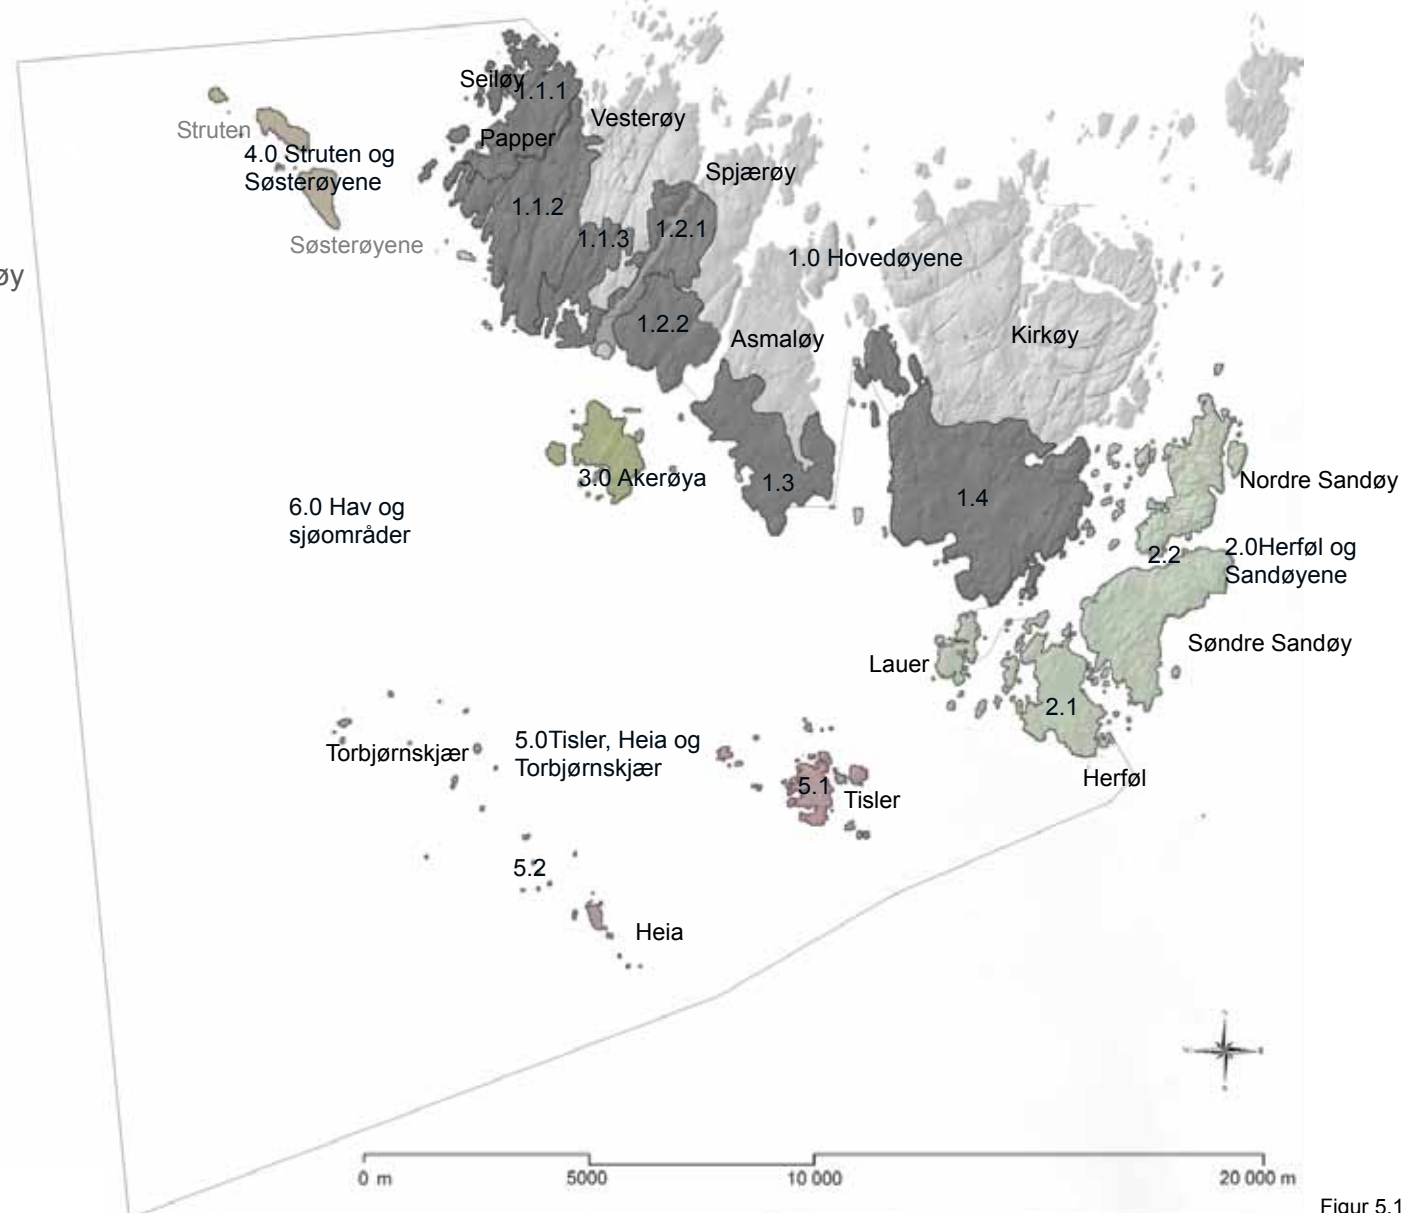 Seiløy
1.1.1
Vesterøy
Struten
Papper
4.0 Struten og
Søsterøyene
Spjærøy
1.1.2
1.2.1
1.1.3
Søsterøyene
1.0 Hovedøyene
øy
1.2.2
Asmaløy
Kirkøy
3.0 Akerøya
1.3
1.4
Nordre Sandøy
6.0 Hav og
sjøområder
2.2
2.0Herføl og
Sandøyene
Søndre Sandøy
Lauer
2.1
5.0Tisler, Heia og
Torbjørnskjær
Torbjørnskjær
Herføl
5.1
Tisler
5.2
Heia
0 m
5000
10 000
20 000 m
Figur 5.1